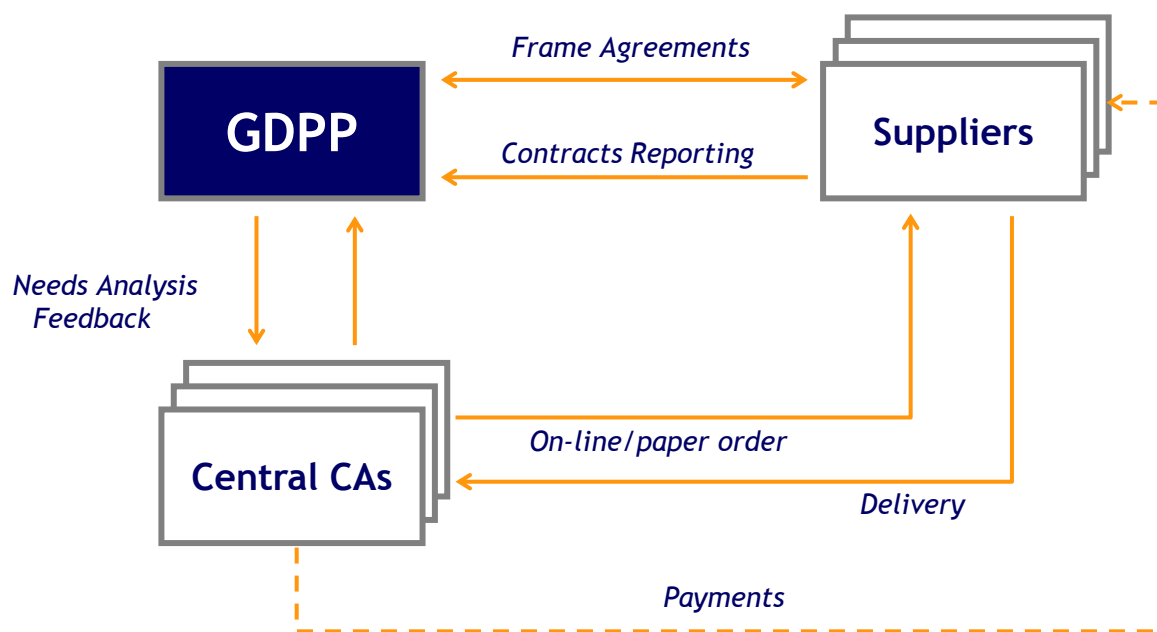 Frame Agreements
GDPP
Suppliers
Contracts Reporting
Needs Analysis
Feedback
On-line/paper order
Central CAs
Delivery
Payments